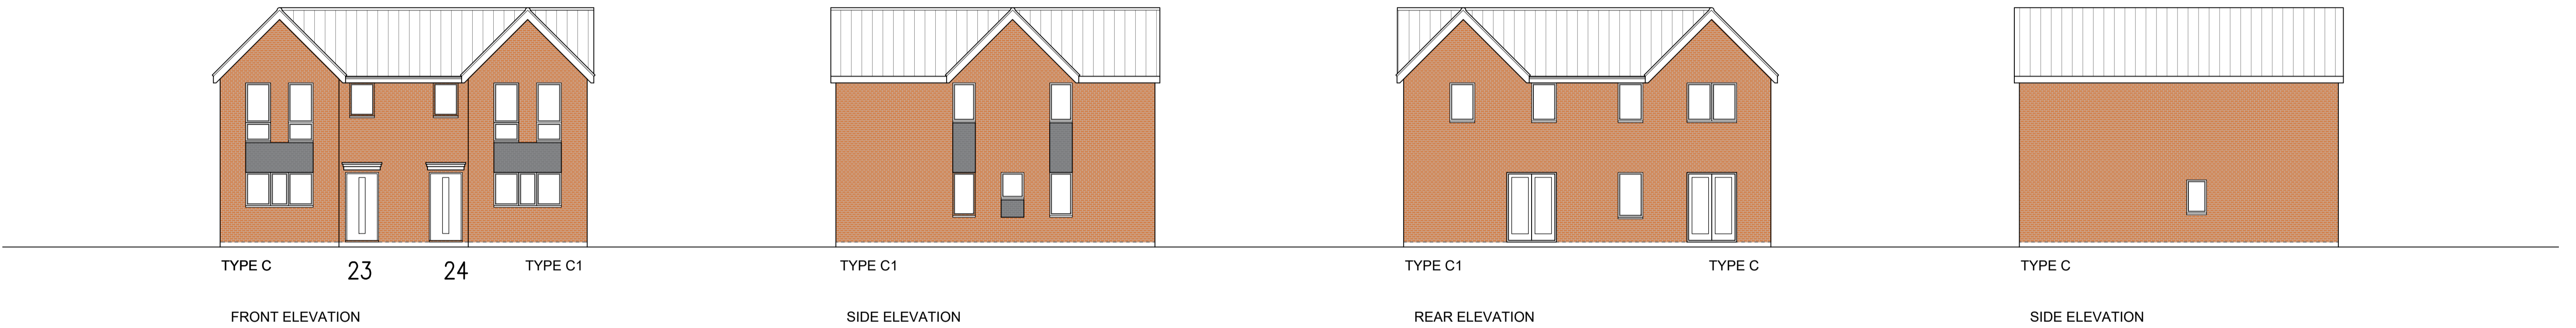 TYPE C 23 24 TYPE C1
FRONT ELEVATION
TYPE C1
SIDE ELEVATION
TYPE C1 TYPE C
REAR ELEVATION
TYPE C
SIDE ELEVATION